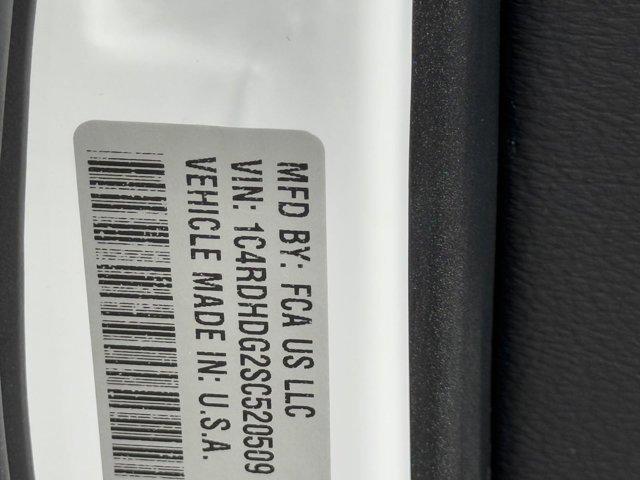 MFD BY: FCA US LLC
VIN: 1C4RDHDG2SC520509
VEHICLE MADE IN: U.S.A.